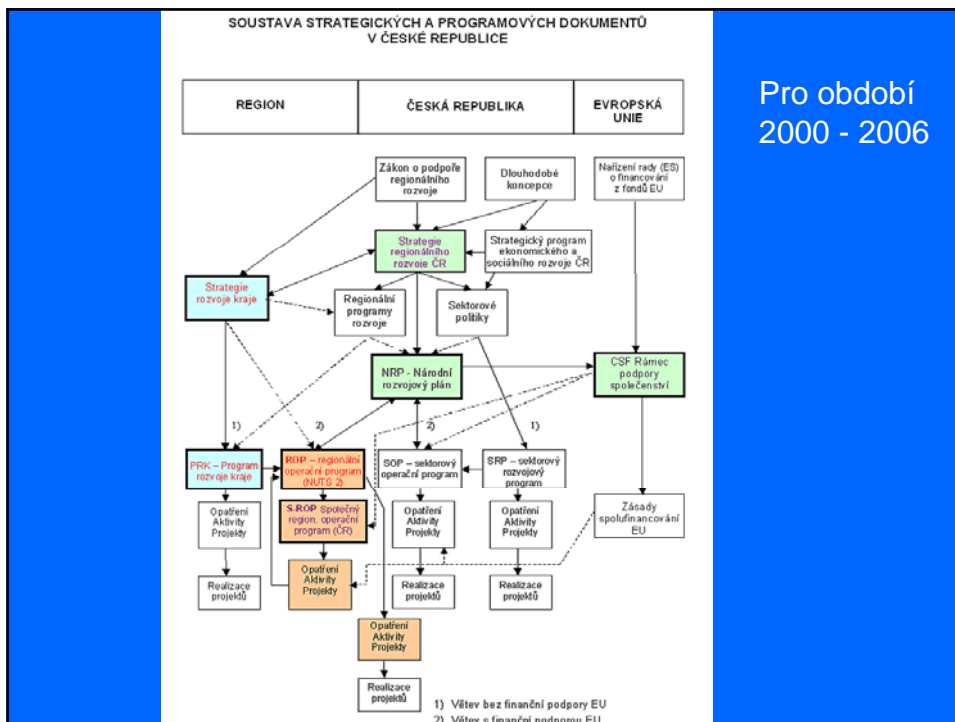 SOUSTAVA STRATEGICKÝCH A PROGRAMOVÝCH DOKUMENTŮ
V ČESKÉ REPUBLICE
Pro období
2000 - 2006
REGION
ČESKÁ REPUBLIKA
EVROPSKÁ
UNIE
Zákon o podpoře
regionálního
rozvoje
Dlouhodobé
koncepce
Nařízení rady (ES)
o financování
z fondů EU
Strategie
regionálního
rozvoje ČR
Strategický program
ekonomického a
sociálního rozvoje ČR
Strategie
rozvoje kraje
Regionální
programy
rozvoje
Sektorové
politiky
NRP - Národní
rozvojový plán
CSF Rámec
podpory
společenství
1)
2)
2)
1)
PRK – Program
rozvoje kraje
ROP – regionální
operační program
(NUTS 2)
SOP – sektorový
operační program
SRP – sektorový
rozvojový
program
Opatření
Aktivity
Projekty
S-ROP Společný
region. operační
program (ČR)
Opatření
Aktivity
Projekty
Opatření
Aktivity
Projekty
Zásady
spolufinancování
EU
Realizace
projektů
Opatření
Aktivity
Projekty
Realizace
projektů
Realizace
projektů
Opatření
Aktivity
Projekty
Realizace
projektů
1) Větev bez finanční podpory EU
2) Větev s finanční podporou EU